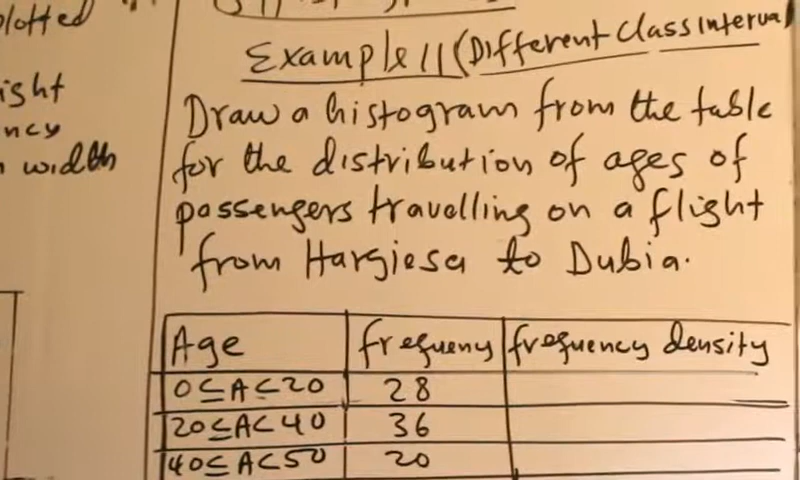 plotted
ight
ncy
width
Example 11 (Different Class Interval
Draw a histogram from the table
for the distribution of ages of
passengers travelling on a flight
from Hargiesa to Dubia.
Age frequeny frequency density
0≤A<20 28
20≤A<40 36
40≤A<50 20